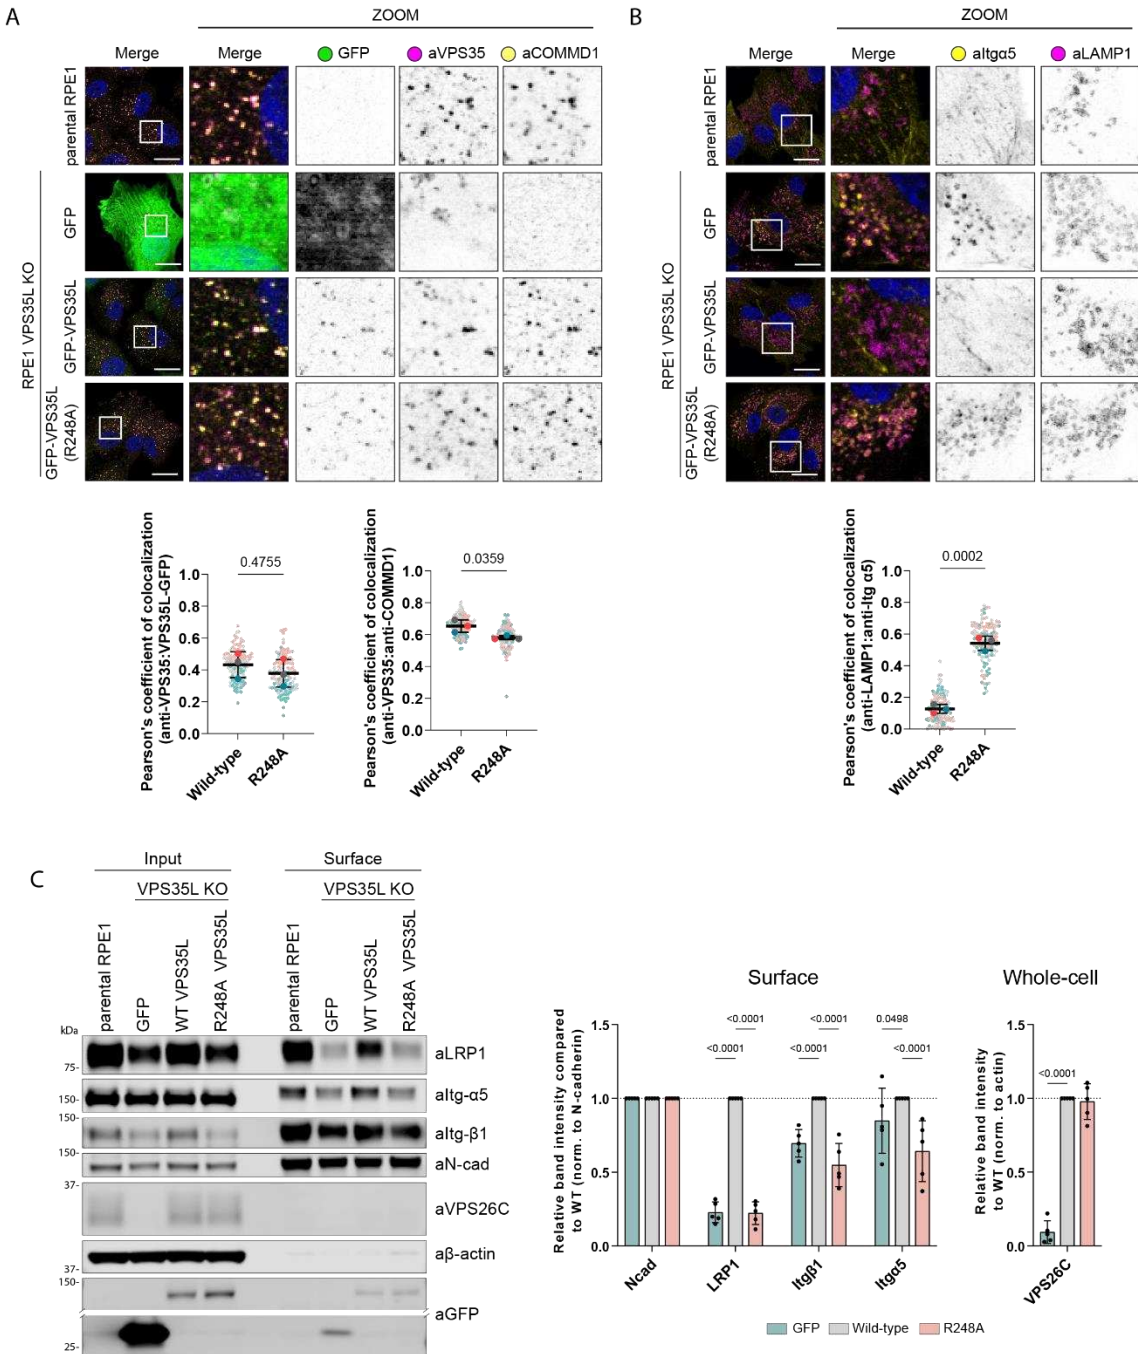 A
ZOOM
Merge
Merge
GFP
aVPS35
aCOMMD1
parental RPE1
RPE1 VPS35L KO
GFP
GFP-VPS35L
GFP-VPS35L
(R248A)
B
ZOOM
Merge
Merge
aItgα5
aLAMP1
parental RPE1
RPE1 VPS35L KO
GFP
GFP-VPS35L
GFP-VPS35L
(R248A)
Pearson's coefficient of colocalization
(anti-VPS35:VPS35L-GFP)
1.0
0.8
0.6
0.4
0.2
0.0
0.4755
Wild-type
R248A
Pearson's coefficient of colocalization
(anti-VPS35:anti-COMMD1)
1.0
0.8
0.6
0.4
0.2
0.0
0.0359
Wild-type
R248A
Pearson's coefficient of colocalization
(anti-LAMP1:anti-Itg α5)
1.0
0.8
0.6
0.4
0.2
0.0
0.0002
Wild-type
R248A
C
Input
Surface
VPS35L KO
VPS35L KO
parental RPE1
GFP
WT VPS35L
R248A VPS35L
parental RPE1
GFP
WT VPS35L
R248A VPS35L
kDa
75-
aLRP1
150-
aItg-α5
150-
aItg-β1
150-
aN-cad
37-
aVPS26C
aβ-actin
37-
150-
aGFP
25-
Surface
Relative band intensity compared
to WT (norm. to N-cadherin)
1.5
1.0
0.5
0.0
<0.0001
<0.0001
<0.0001
<0.0001
0.0498
<0.0001
Ncad
LRP1
Itgβ1
Itgα5
Whole-cell
Relative band intensity
to WT (norm. to actin)
1.5
1.0
0.5
0.0
<0.0001
VPS26C
GFP
Wild-type
R248A